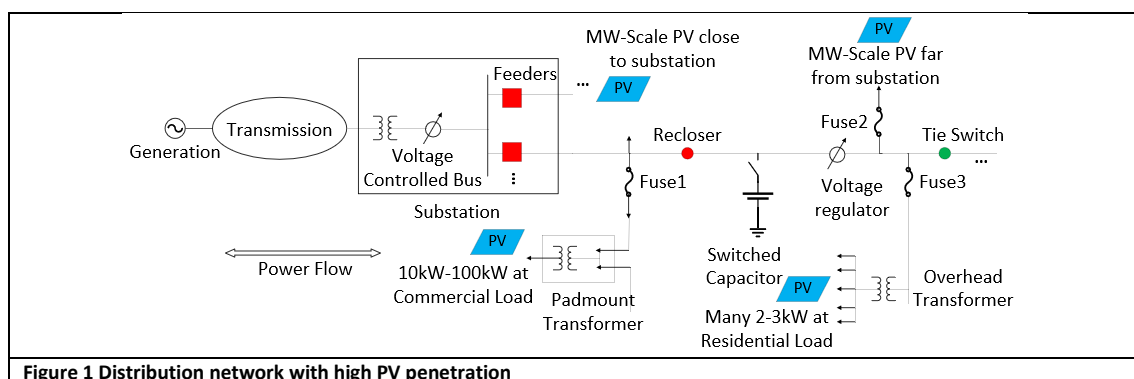 MW-Scale PV close
to substation
PV
Feeders
...
PV
MW-Scale PV far
from substation
Transmission
Generation
Voltage
Controlled Bus
...
Substation
Recloser
Fuse1
Fuse2
Tie Switch
...
Fuse3
Voltage
regulator
Power Flow
PV
10kW-100kW at
Commercial Load
Padmount
Transformer
Switched
Capacitor
PV
Many 2-3kW at
Residential Load
Overhead
Transformer
Figure 1 Distribution network with high PV penetration